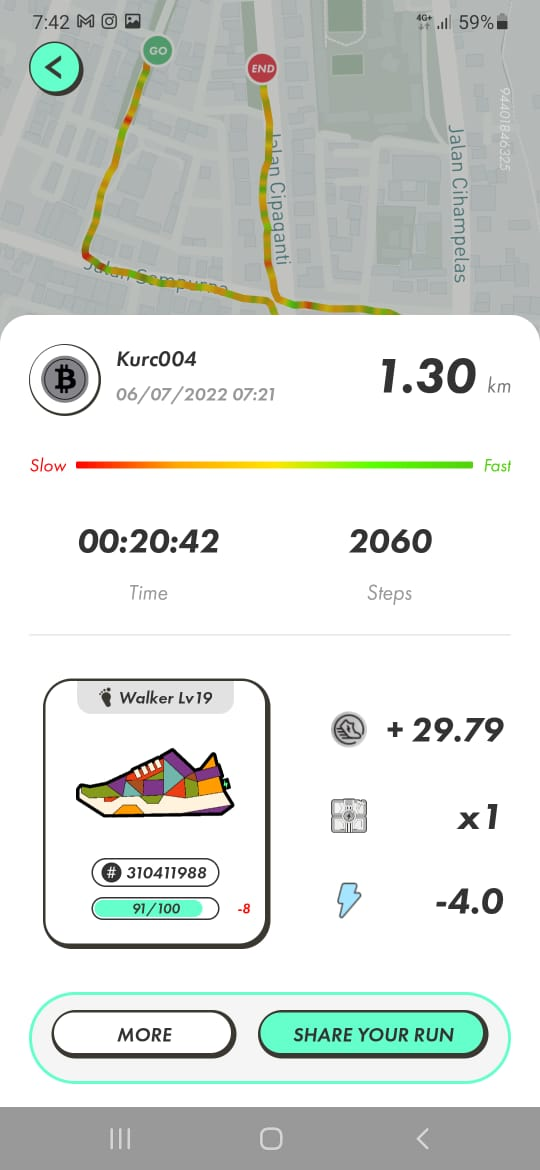 7:42
4G+ 59%
GO
END
94401846325
Jalan Cipaganti
Jalan Cihampelas
Jalan Sempurna
Kurc004
06/07/2022 07:21
1.30 km
Slow
Fast
00:20:42
2060
Time
Steps
Walker Lv19
+ 29.79
x1
# 310411988
91/100
-8
-4.0
MORE
SHARE YOUR RUN